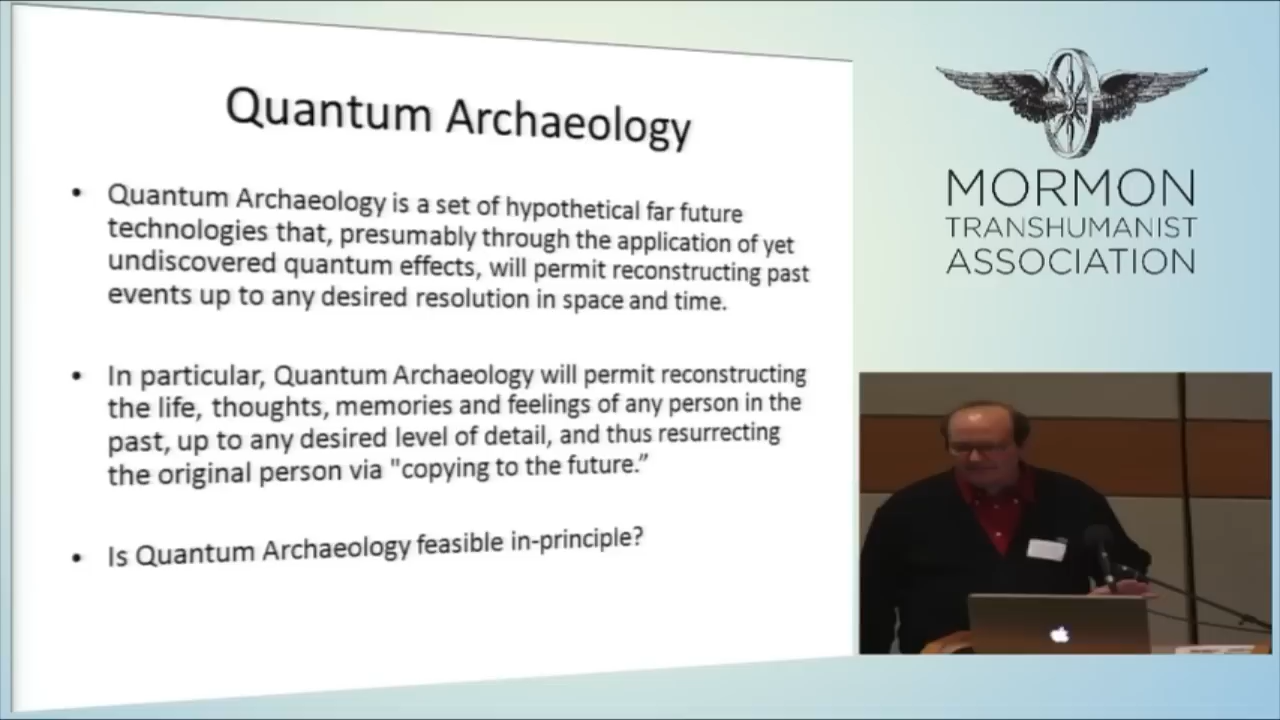 Quantum Archaeology
• Quantum Archaeology is a set of hypothetical far future
technologies that, presumably through the application of yet
undiscovered quantum effects, will permit reconstructing past
events up to any desired resolution in space and time.
• In particular, Quantum Archaeology will permit reconstructing
the life, thoughts, memories and feelings of any person in the
past, up to any desired level of detail, and thus resurrecting
the original person via "copying to the future.”
• Is Quantum Archaeology feasible in-principle?
MORMON
TRANSHUMANIST
ASSOCIATION